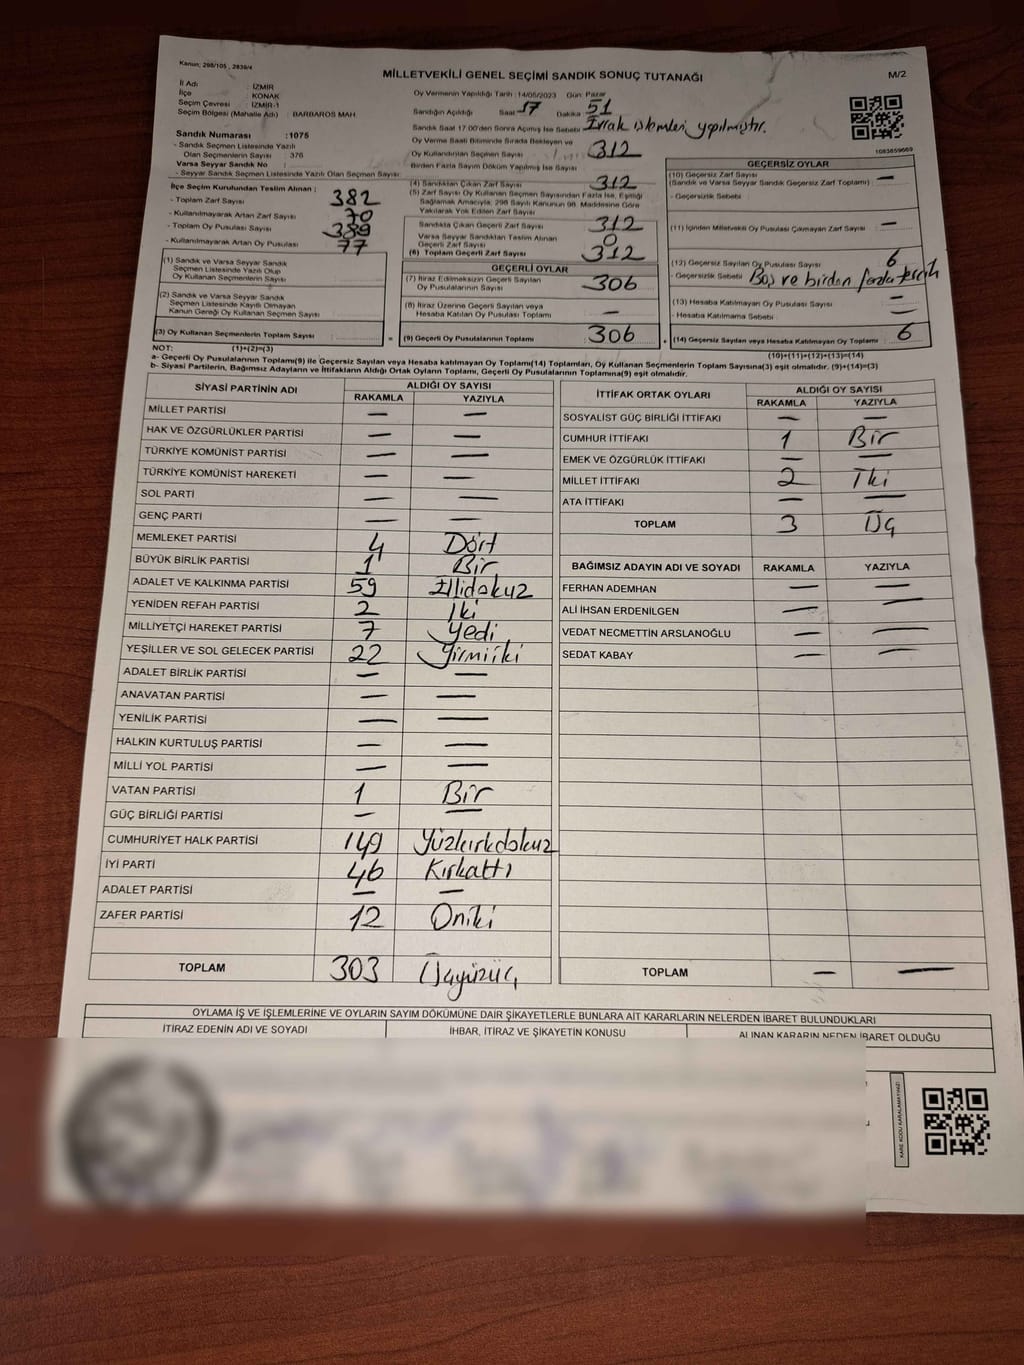 Kanun; 298/105 , 2839/4
MİLLETVEKİLİ GENEL SEÇİMİ SANDIK SONUÇ TUTANAĞI
M/2
İl Adı : İZMİR
İlçe : KONAK
Seçim Çevresi : İZMİR-1
Seçim Bölgesi (Mahalle Adı) : BARBAROS MAH.
Sandık Numarası : 1075
- Sandık Seçmen Listesinde Yazılı
Olan Seçmenlerin Sayısı : 376
Varsa Seyyar Sandık No :
- Seyyar Sandık Seçmen Listesinde Yazılı Olan Seçmen Sayısı:
İlçe Seçim Kurulundan Teslim Alınan ;
- Toplam Zarf Sayısı 382
- Kullanılmayarak Artan Zarf Sayısı 70
- Toplam Oy Pusulası Sayısı 389
- Kullanılmayarak Artan Oy Pusulası 77
(1) Sandık ve Varsa Seyyar Sandık
Seçmen Listesinde Yazılı Olup
Oy Kullanan Seçmenlerin Sayısı
(2) Sandık ve Varsa Seyyar Sandık
Seçmen Listesinde Kayıtlı Olmayan
Kanun Gereği Oy Kullanan Seçmen Sayısı
(3) Oy Kullanan Seçmenlerin Toplam Sayısı
Oy Vermenin Yapıldığı Tarih : 14/05/2023 Gün: Pazar
Sandığın Açıldığı Saat 17 Dakika 51
Sandık Saat 17:00'den Sonra Açılmış İse Sebebi Evrak işlemleri yapılmıştır.
Oy Verme Saati Bitiminde Sırada Bekleyen ve
Oy Kullandırılan Seçmen Sayısı 312
Birden Fazla Sayım Döküm Yapılmış İse Sayısı
(4) Sandıktan Çıkan Zarf Sayısı 312
(5) Zarf Sayısı Oy Kullanan Seçmen Sayısından Fazla İse, Eşitliği
Sağlamak Amacıyla, 298 Sayılı Kanunun 98. Maddesine Göre
Yakılarak Yok Edilen Zarf Sayısı
Sandıkta Çıkan Geçerli Zarf Sayısı 312
Varsa Seyyar Sandıktan Teslim Alınan
Geçerli Zarf Sayısı 0
(6) Toplam Geçerli Zarf Sayısı 312
GEÇERLİ OYLAR
(7) İtiraz Edilmeksizin Geçerli Sayılan
Oy Pusulalarının Sayısı 306
(8) İtiraz Üzerine Geçerli Sayılan veya
Hesaba Katılan Oy Pusulası Toplamı —
(9) Geçerli Oy Pusulalarının Toplamı 306
1083659669
GEÇERSİZ OYLAR
(10) Geçersiz Zarf Sayısı
(Sandık ve Varsa Seyyar Sandık Geçersiz Zarf Toplamı) : —
- Geçersizlik Sebebi :
(11) İçinden Milletvekili Oy Pusulası Çıkmayan Zarf Sayısı : —
(12) Geçersiz Sayılan Oy Pusulası Sayısı : 6
- Geçersizlik Sebebi : Boş ve birden fazla tercih
(13) Hesaba Katılmayan Oy Pusulası Sayısı : —
- Hesaba Katılmama Sebebi : —
(14) Geçersiz Sayılan veya Hesaba Katılmayan Oy Toplamı : 6
NOT: (1)+(2)=(3) (10)+(11)+(12)+(13)=(14)
a- Geçerli Oy Pusulalarının Toplamı(9) ile Geçersiz Sayılan veya Hesaba katılmayan Oy Toplamı(14) Toplamları, Oy Kullanan Seçmenlerin Toplam Sayısına(3) eşit olmalıdır. (9)+(14)=(3)
b- Siyasi Partilerin, Bağımsız Adayların ve İttifakların Aldığı Ortak Oyların Toplamı, Geçerli Oy Pusulalarının Toplamına(9) eşit olmalıdır.
SİYASİ PARTİNİN ADI ALDIĞI OY SAYISI
RAKAMLA YAZIYLA
MİLLET PARTİSİ — —
HAK VE ÖZGÜRLÜKLER PARTİSİ — —
TÜRKİYE KOMÜNİST PARTİSİ — —
TÜRKİYE KOMÜNİST HAREKETİ — —
SOL PARTİ — —
GENÇ PARTİ — —
MEMLEKET PARTİSİ 4 Dört
BÜYÜK BİRLİK PARTİSİ 1 Bir
ADALET VE KALKINMA PARTİSİ 59 Ellidokuz
YENİDEN REFAH PARTİSİ 2 İki
MİLLİYETÇİ HAREKET PARTİSİ 7 Yedi
YEŞİLLER VE SOL GELECEK PARTİSİ 22 Yirmiiki
ADALET BİRLİK PARTİSİ — —
ANAVATAN PARTİSİ — —
YENİLİK PARTİSİ — —
HALKIN KURTULUŞ PARTİSİ — —
MİLLİ YOL PARTİSİ — —
VATAN PARTİSİ 1 Bir
GÜÇ BİRLİĞİ PARTİSİ — —
CUMHURİYET HALK PARTİSİ 149 Yüzkırkdokuz
İYİ PARTİ 46 Kırkaltı
ADALET PARTİSİ — —
ZAFER PARTİSİ 12 Oniki
TOPLAM 303 Üçyüzüç
İTTİFAK ORTAK OYLARI ALDIĞI OY SAYISI
RAKAMLA YAZIYLA
SOSYALİST GÜÇ BİRLİĞİ İTTİFAKI — —
CUMHUR İTTİFAKI 1 Bir
EMEK VE ÖZGÜRLÜK İTTİFAKI — —
MİLLET İTTİFAKI 2 İki
ATA İTTİFAKI — —
TOPLAM 3 Üç
BAĞIMSIZ ADAYIN ADI VE SOYADI RAKAMLA YAZIYLA
FERHAN ADEMHAN — —
ALİ İHSAN ERDENİLGEN — —
VEDAT NECMETTİN ARSLANOĞLU — —
SEDAT KABAY — —
TOPLAM — —
OYLAMA İŞ VE İŞLEMLERİNE VE OYLARIN SAYIM DÖKÜMÜNE DAİR ŞİKAYETLERLE BUNLARA AİT KARARLARIN NELERDEN İBARET BULUNDUKLARI
İTİRAZ EDENİN ADI VE SOYADI İHBAR, İTİRAZ VE ŞİKAYETİN KONUSU ALINAN KARARIN NEDEN İBARET OLDUĞU
KARE KODU KARALAMAYINIZ!